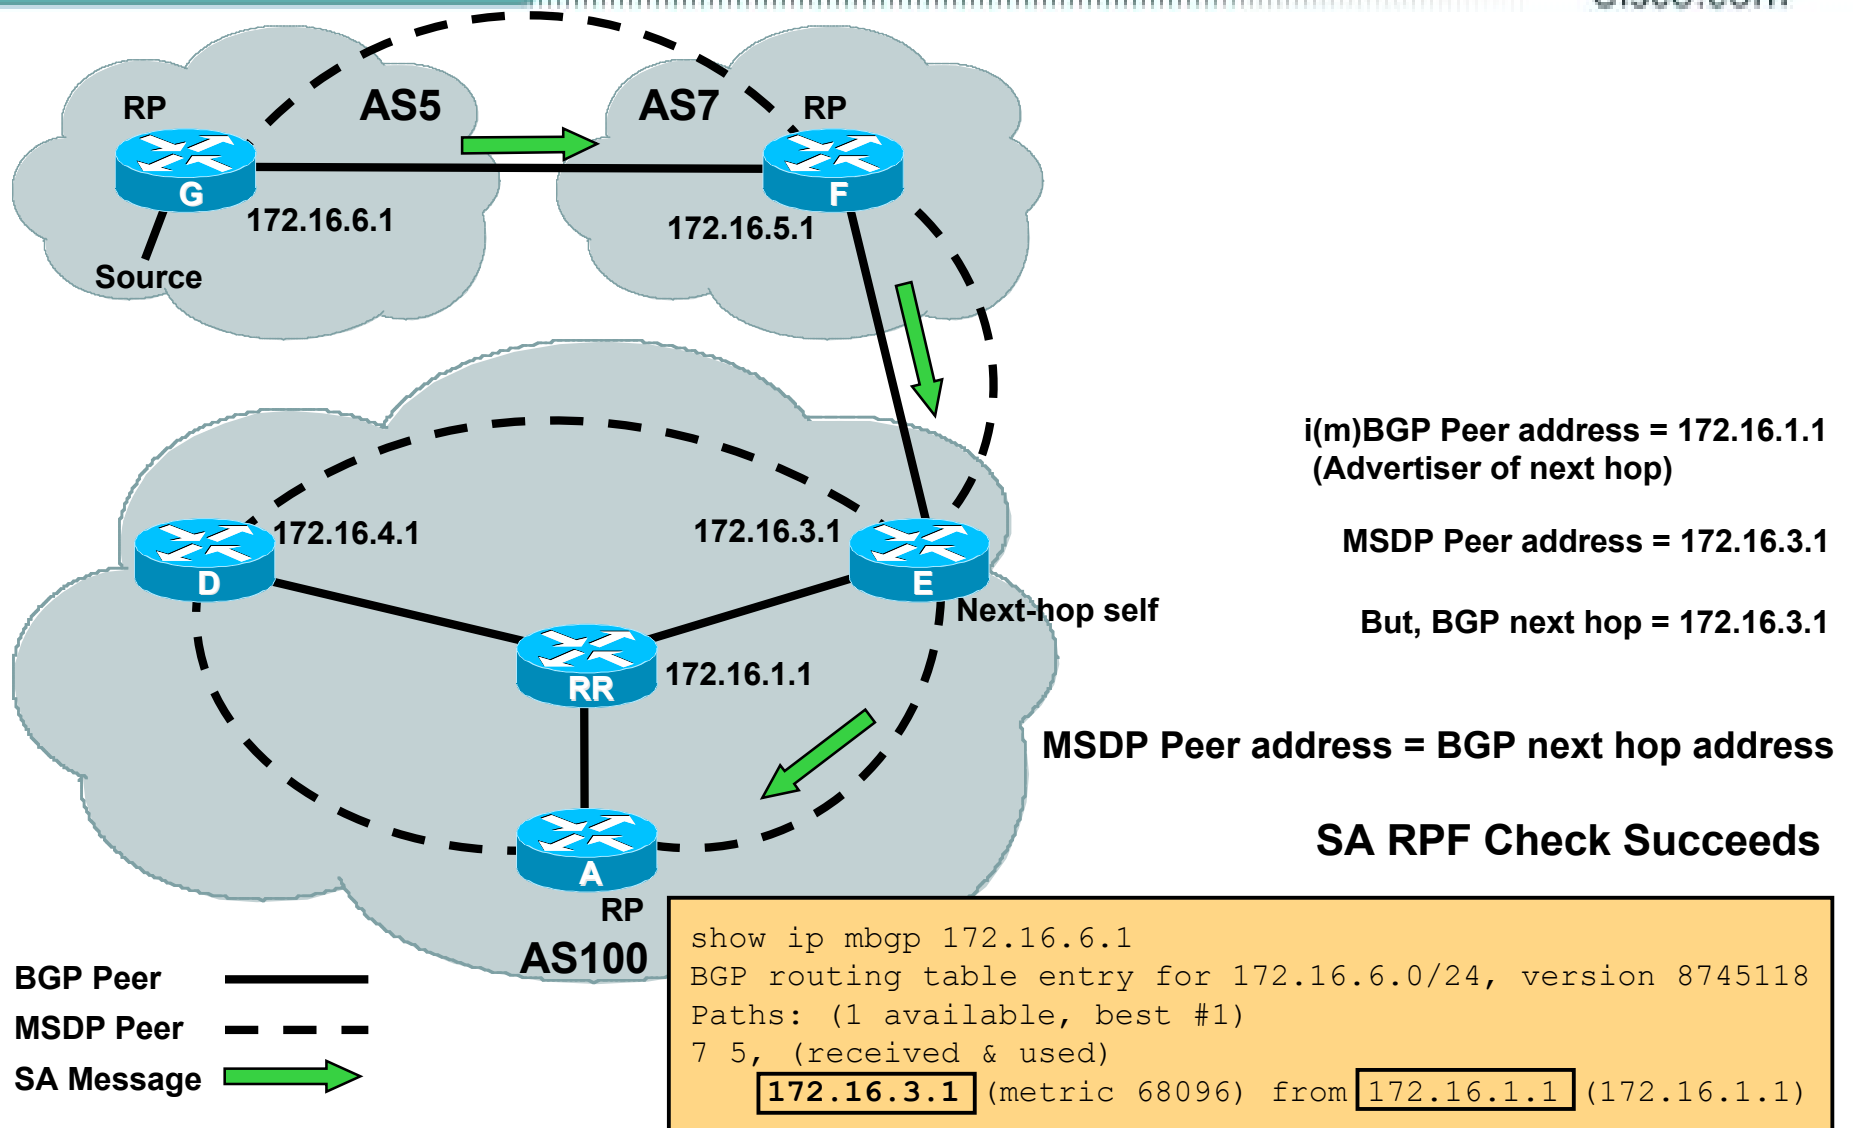 RP
AS5
AS7
RP
G
F
172.16.6.1
172.16.5.1
Source
i(m)BGP Peer address = 172.16.1.1
(Advertiser of next hop)
172.16.4.1
172.16.3.1
MSDP Peer address = 172.16.3.1
D
E
Next-hop self
But, BGP next hop = 172.16.3.1
RR
172.16.1.1
MSDP Peer address = BGP next hop address
SA RPF Check Succeeds
A
RP
AS100
BGP Peer
MSDP Peer
SA Message
show ip mbgp 172.16.6.1
BGP routing table entry for 172.16.6.0/24, version 8745118
Paths: (1 available, best #1)
7 5, (received & used)
172.16.3.1 (metric 68096) from 172.16.1.1 (172.16.1.1)